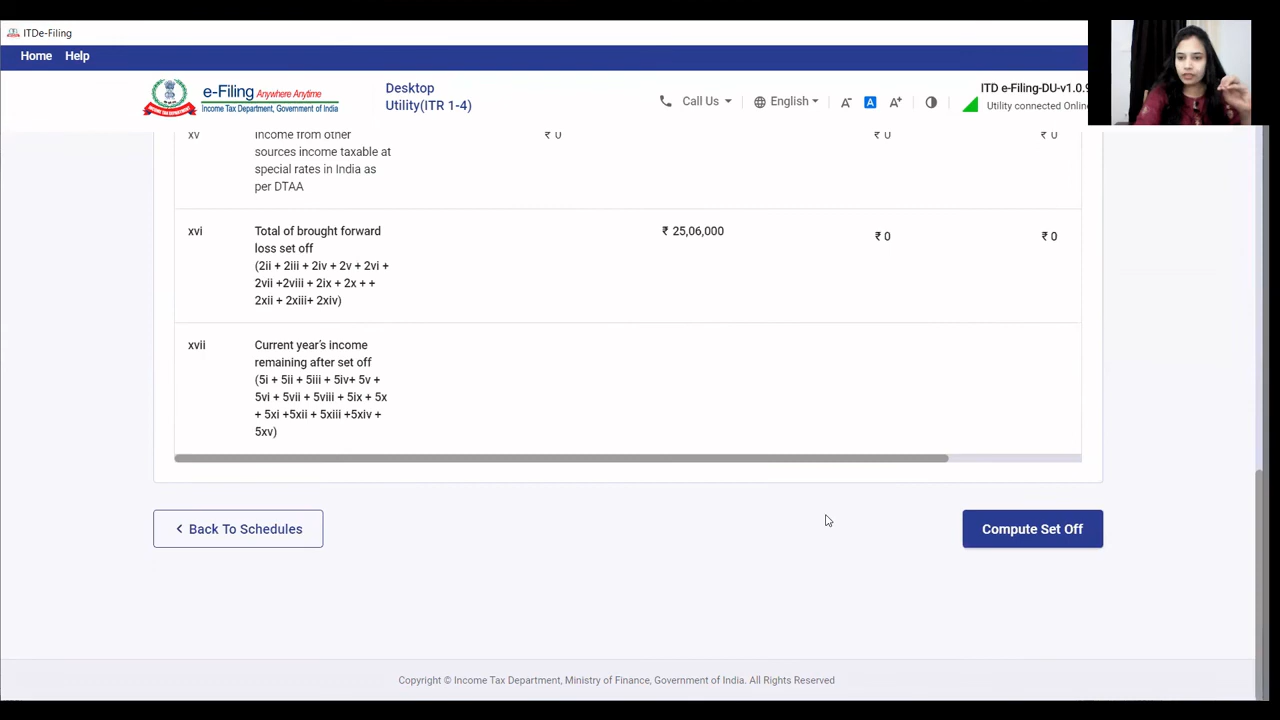 ITDe-Filing
Home Help
e-Filing Anywhere Anytime
Income Tax Department, Government of India
Desktop
Utility(ITR 1-4)
Call Us
English
A- A A+
ITD e-Filing-DU-v1.0.9
Utility connected Onlin
xv Income from other ₹ 0 ₹ 0 ₹ 0
sources income taxable at
special rates in India as
per DTAA
xvi Total of brought forward ₹ 25,06,000 ₹ 0 ₹ 0
loss set off
(2ii + 2iii + 2iv + 2v + 2vi +
2vii +2viii + 2ix + 2x + +
2xii + 2xiii+ 2xiv)
xvii Current year's income
remaining after set off
(5i + 5ii + 5iii + 5iv+ 5v +
5vi + 5vii + 5viii + 5ix + 5x
+ 5xi +5xii + 5xiii +5xiv +
5xv)
Back To Schedules
Compute Set Off
Copyright © Income Tax Department, Ministry of Finance, Government of India. All Rights Reserved